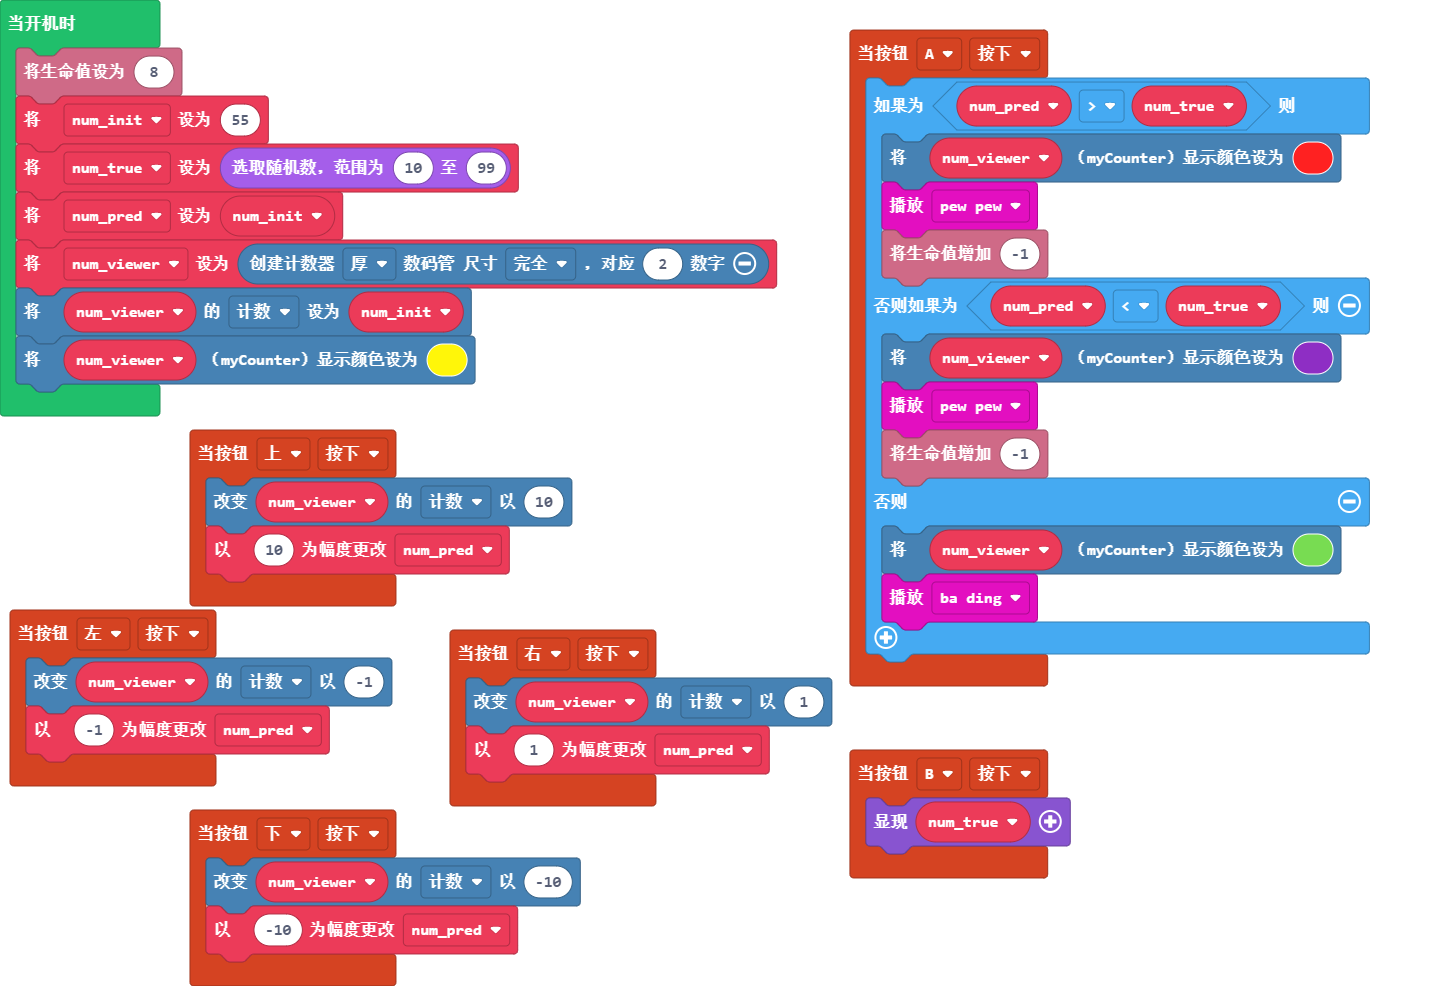 当开机时
将生命值设为 8
将 num_init 设为 55
将 num_true 设为 选取随机数，范围为 10 至 99
将 num_pred 设为 num_init
将 num_viewer 设为 创建计数器 厚 数码管 尺寸 完全 ，对应 2 数字
将 num_viewer 的 计数 设为 num_init
将 num_viewer （myCounter）显示颜色设为
当按钮 上 按下
改变 num_viewer 的 计数 以 10
以 10 为幅度更改 num_pred
当按钮 左 按下
改变 num_viewer 的 计数 以 -1
以 -1 为幅度更改 num_pred
当按钮 右 按下
改变 num_viewer 的 计数 以 1
以 1 为幅度更改 num_pred
当按钮 下 按下
改变 num_viewer 的 计数 以 -10
以 -10 为幅度更改 num_pred
当按钮 A 按下
如果为 num_pred > num_true 则
将 num_viewer （myCounter）显示颜色设为
播放 pew pew
将生命值增加 -1
否则如果为 num_pred < num_true 则
将 num_viewer （myCounter）显示颜色设为
播放 pew pew
将生命值增加 -1
否则
将 num_viewer （myCounter）显示颜色设为
播放 ba ding
当按钮 B 按下
显现 num_true